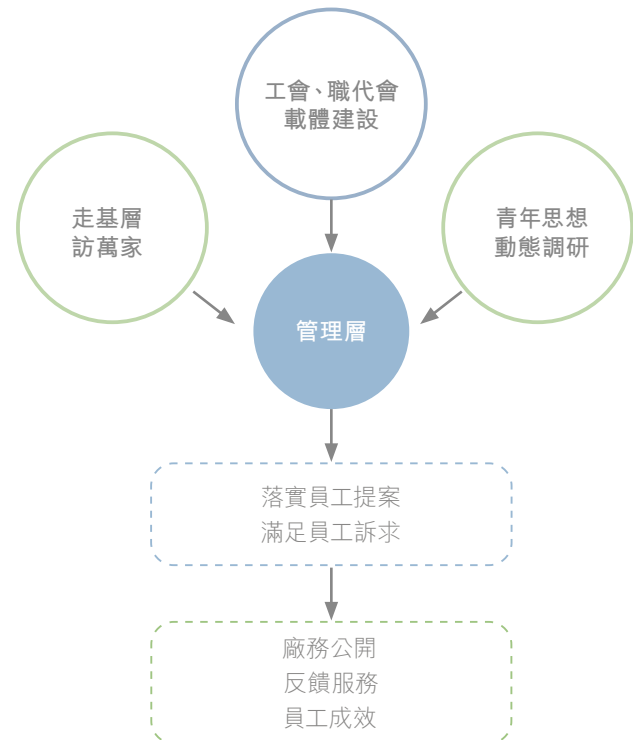 工會、職代會
載體建設
走基層
訪萬家
青年思想
動態調研
管理層
落實員工提案
滿足員工訴求
廠務公開
反饋服務
員工成效